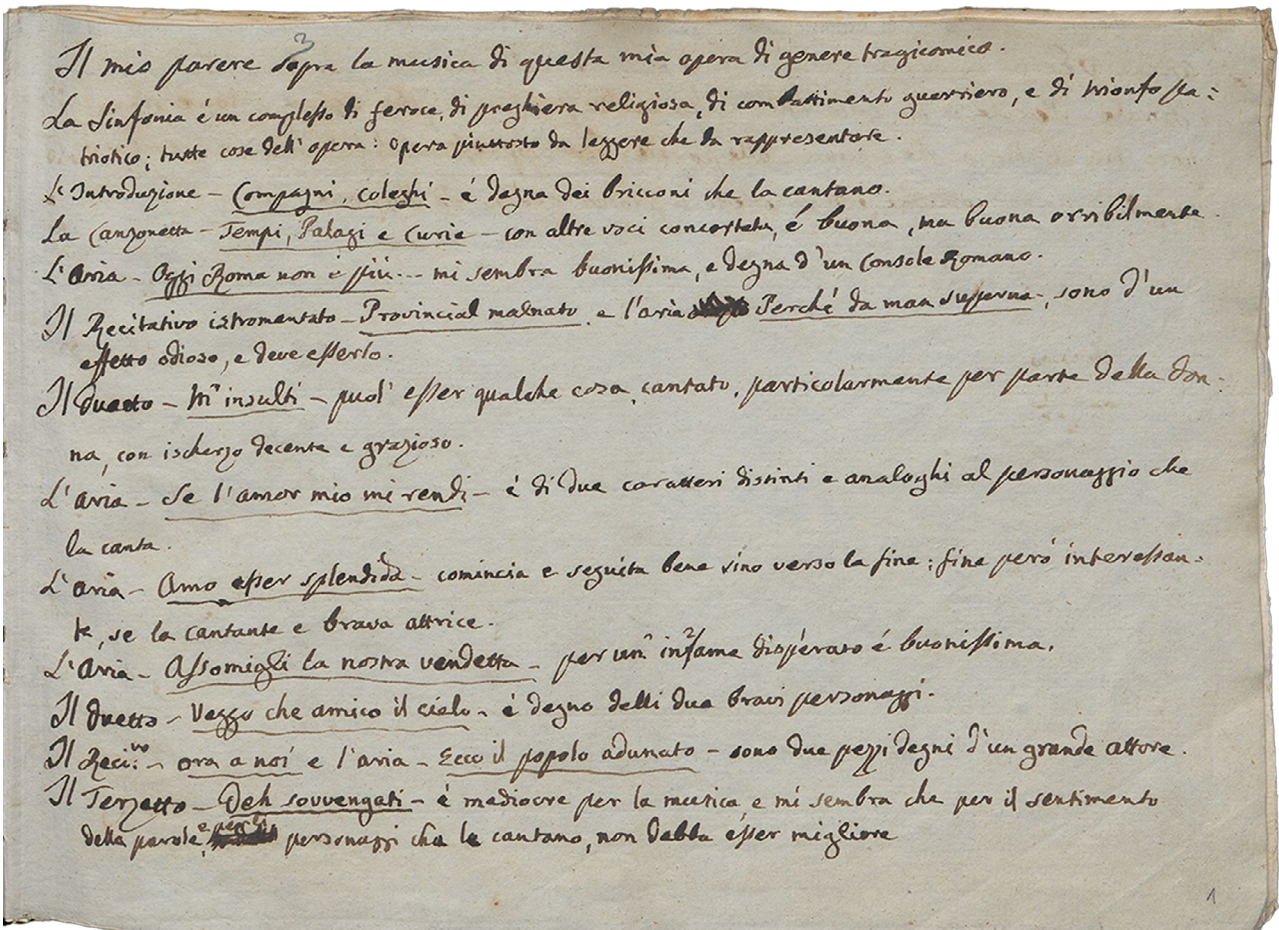 Il mio parere sopra la musica di questa mia opera di genere tragicomico.
La Sinfonia é un complesso di feroce, di preghiera religiosa, di combattimento guerriero, e di trionfo pa:
triotico; tutte cose dell' opera: opera piuttosto da leggere che da rappresentore.
L'Introduzione – Compagni, coleghi – é degna dei bricconi che la cantano.
La Canzonetta – Tempi, Palagi e Curie – con altre voci concertata, é buona, ma buona orribilmente.
L'Aria – Oggi Roma non é più... – mi sembra buonissima, e degna d'un Console Romano.
Il Recitativo istromentato – Provincial malnato e l'aria Perché da man superna –, sono d'un
effetto odioso, e deve esserlo.
Il duetto – M'insulti – puol' esser qualche cosa, cantato, particolarmente per parte della don:
na, con ischerzo decente e grazioso.
L'aria – Se l'amor mio mi rendi – é di due caratteri distinti e analoghi al personaggio che
la canta.
L'aria – Amo esser splendida – comincia e seguita bene sino verso la fine: fine peró interessan:
te, se la cantante e brava attrice.
L'Aria – Assomigli la nostra vendetta – per un' infame disperato é buonissima.
Il duetto – Veggo che amico il cielo – é degno delli due bravi personaggi.
Il Reci:vo – ora a noi e l'aria – Ecco il popolo adunato – sono due pezzi degni d'un grande attore.
Il Terzetto – Deh sovvengati – é mediocre per la musica, e mi sembra che per il sentimento
della parole, e per li personaggi che le cantano, non debba esser migliore
1